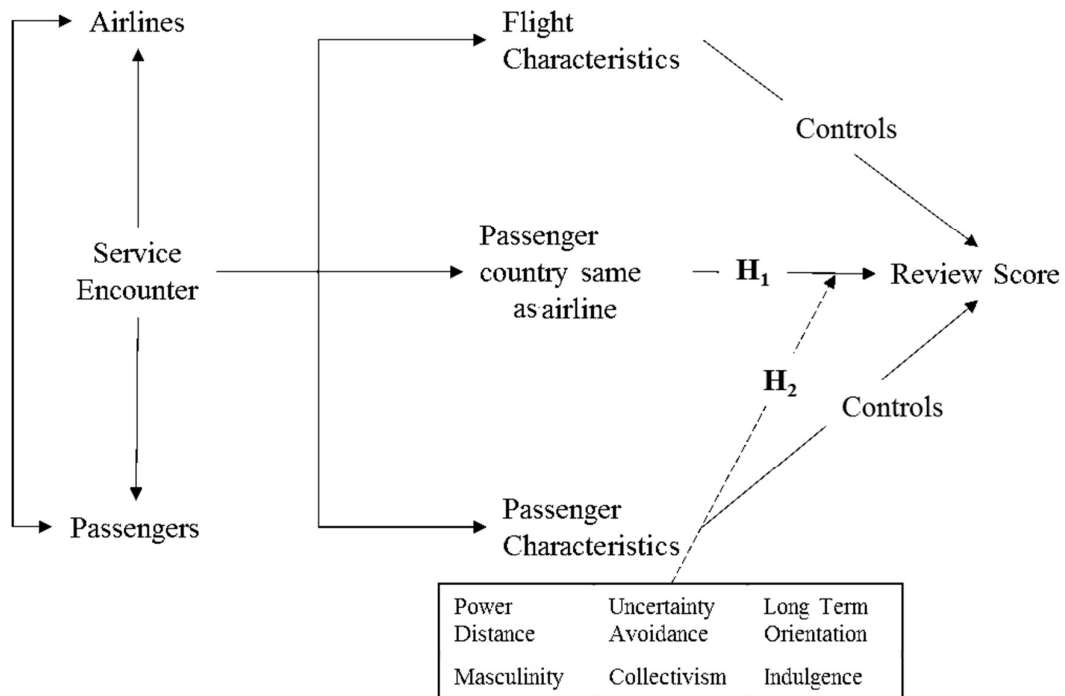 Airlines
Flight
Characteristics
Controls
Service
Encounter
Passenger
country same
as airline
H₁
Review Score
H₂
Controls
Passengers
Passenger
Characteristics
Power
Distance
Uncertainty
Avoidance
Long Term
Orientation
Masculinity
Collectivism
Indulgence